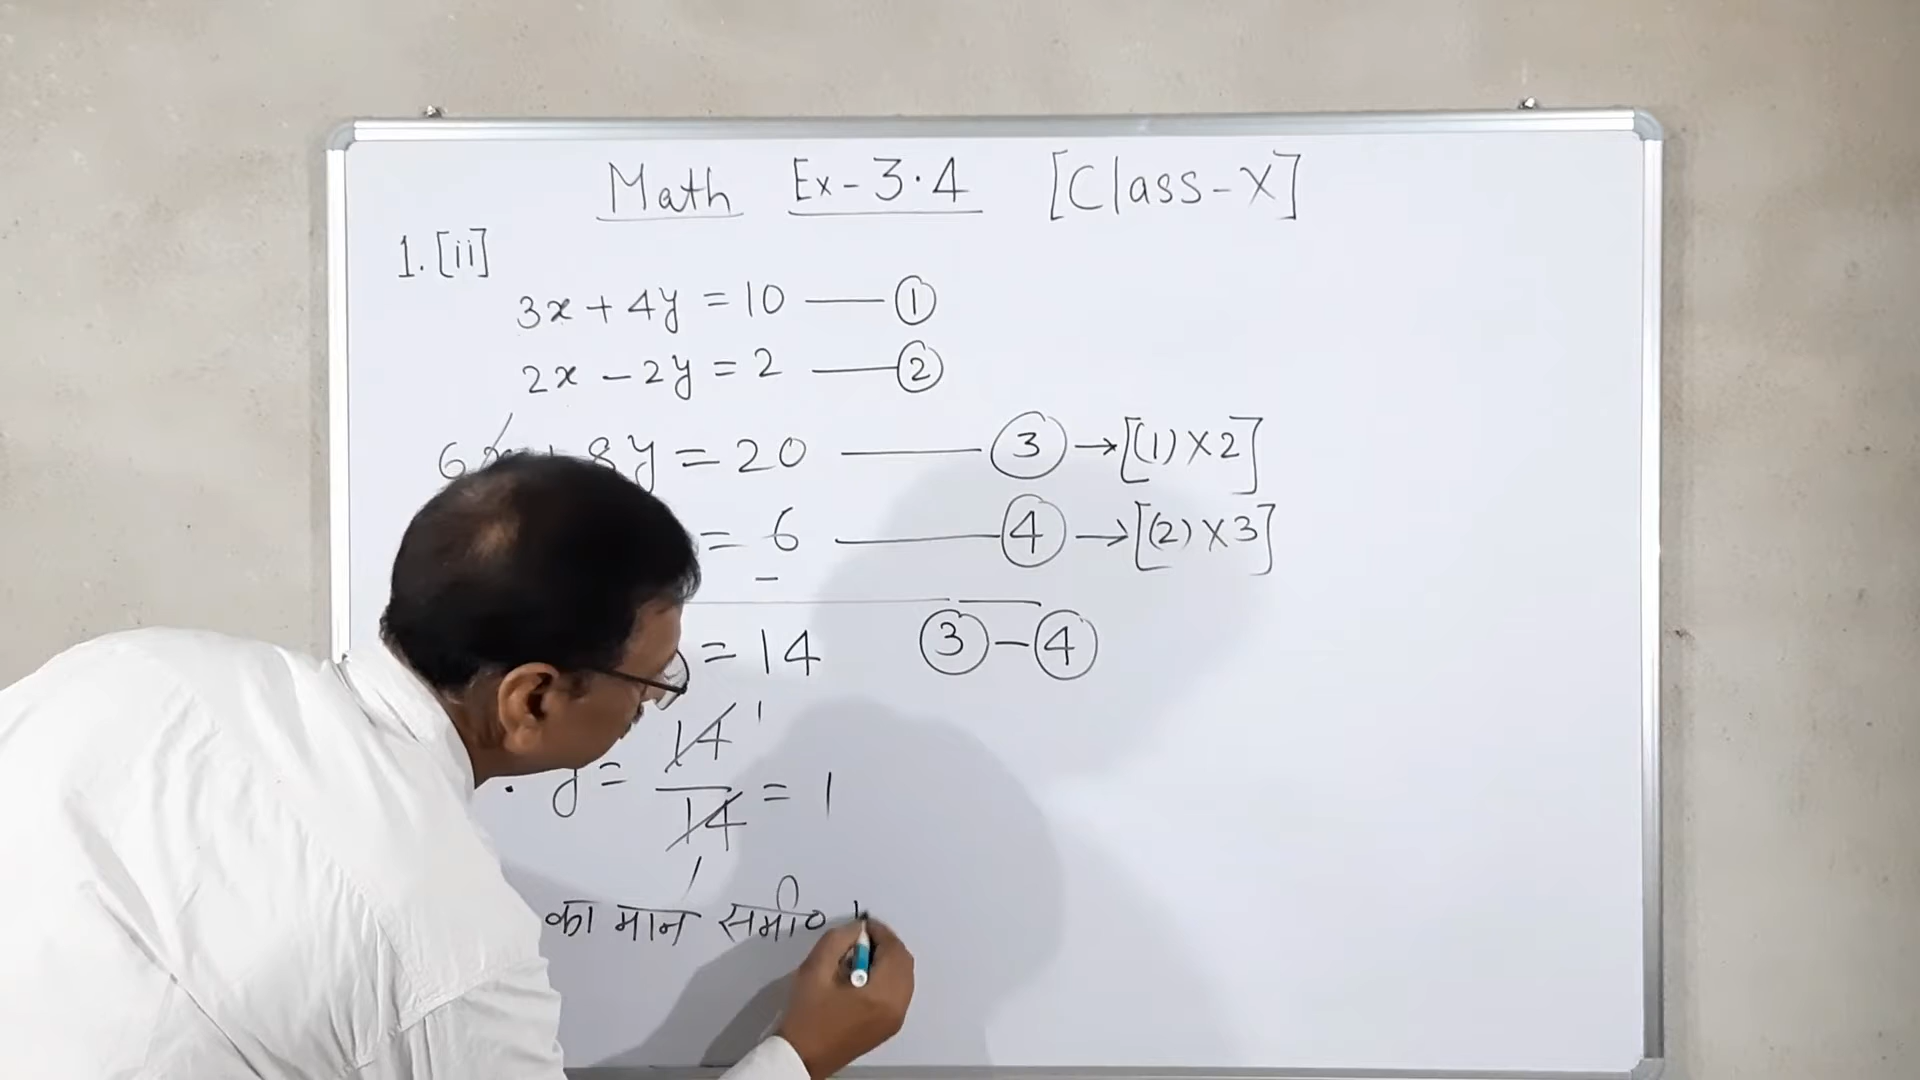 Math Ex-3.4 [Class-X]
1.[ii]
3x + 4y = 10 —— ①
2x - 2y = 2 —— ②
6x + 8y = 20 —— ③ → [(1) X 2]
= 6 —— ④ → [(2) X 3]
-
= 14 ③ - ④
y = 14/14 = 1
का मान समी०